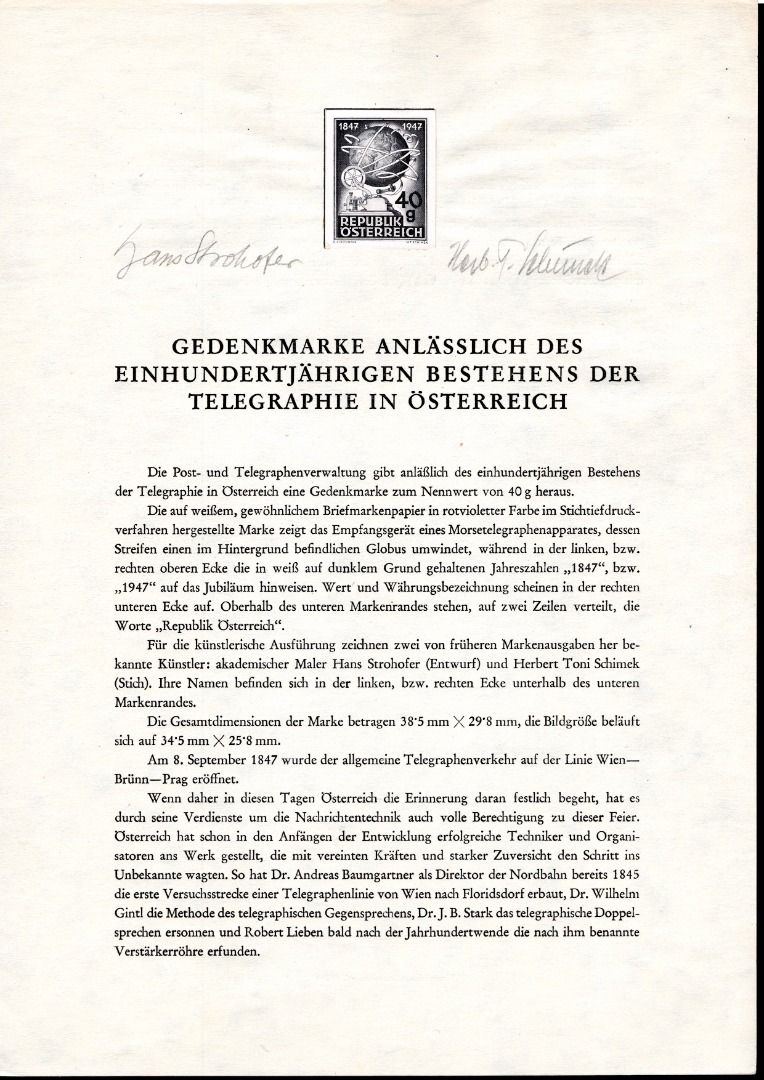 1847 1947
40
g
REPUBLIK
ÖSTERREICH
Hans Strohofer
GEDENKMARKE ANLÄSSLICH DES
EINHUNDERTJÄHRIGEN BESTEHENS DER
TELEGRAPHIE IN ÖSTERREICH
Die Post- und Telegraphenverwaltung gibt anläßlich des einhundertjährigen Bestehens
der Telegraphie in Österreich eine Gedenkmarke zum Nennwert von 40 g heraus.
Die auf weißem, gewöhnlichem Briefmarkenpapier in rotvioletter Farbe im Stichtiefdruck-
verfahren hergestellte Marke zeigt das Empfangsgerät eines Morsetelegraphenapparates, dessen
Streifen einen im Hintergrund befindlichen Globus umwindet, während in der linken, bzw.
rechten oberen Ecke die in weiß auf dunklem Grund gehaltenen Jahreszahlen „1847“, bzw.
„1947“ auf das Jubiläum hinweisen. Wert und Währungsbezeichnung scheinen in der rechten
unteren Ecke auf. Oberhalb des unteren Markenrandes stehen, auf zwei Zeilen verteilt, die
Worte „Republik Österreich“.
Für die künstlerische Ausführung zeichnen zwei von früheren Markenausgaben her be-
kannte Künstler: akademischer Maler Hans Strohofer (Entwurf) und Herbert Toni Schimek
(Stich). Ihre Namen befinden sich in der linken, bzw. rechten Ecke unterhalb des unteren
Markenrandes.
Die Gesamtdimensionen der Marke betragen 38·5 mm × 29·8 mm, die Bildgröße beläuft
sich auf 34·5 mm × 25·8 mm.
Am 8. September 1847 wurde der allgemeine Telegraphenverkehr auf der Linie Wien—
Brünn—Prag eröffnet.
Wenn daher in diesen Tagen Österreich die Erinnerung daran festlich begeht, hat es
durch seine Verdienste um die Nachrichtentechnik auch volle Berechtigung zu dieser Feier.
Österreich hat schon in den Anfängen der Entwicklung erfolgreiche Techniker und Organi-
satoren ans Werk gestellt, die mit vereinten Kräften und starker Zuversicht den Schritt ins
Unbekannte wagten. So hat Dr. Andreas Baumgartner als Direktor der Nordbahn bereits 1845
die erste Versuchsstrecke einer Telegraphenlinie von Wien nach Floridsdorf erbaut, Dr. Wilhelm
Gintl die Methode des telegraphischen Gegensprechens, Dr. J. B. Stark das telegraphische Doppel-
sprechen ersonnen und Robert Lieben bald nach der Jahrhundertwende die nach ihm benannte
Verstärkerröhre erfunden.